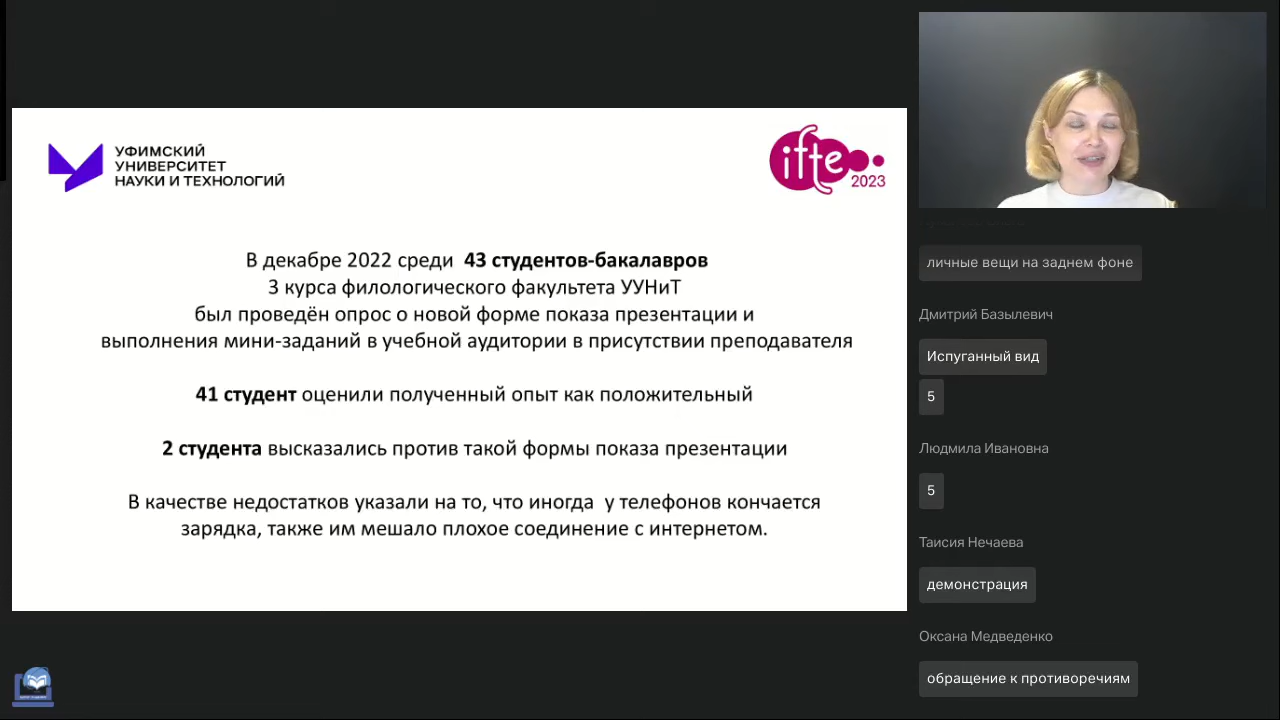 УФИМСКИЙ
УНИВЕРСИТЕТ
НАУКИ И ТЕХНОЛОГИЙ
ifte
2023
В декабре 2022 среди 43 студентов-бакалавров
3 курса филологического факультета УУНиТ
был проведён опрос о новой форме показа презентации и
выполнения мини-заданий в учебной аудитории в присутствии преподавателя
41 студент оценили полученный опыт как положительный
2 студента высказались против такой формы показа презентации
В качестве недостатков указали на то, что иногда у телефонов кончается
зарядка, также им мешало плохое соединение с интернетом.
личные вещи на заднем фоне
Дмитрий Базылевич
Испуганный вид
5
Людмила Ивановна
5
Таисия Нечаева
демонстрация
Оксана Медведенко
обращение к противоречиям